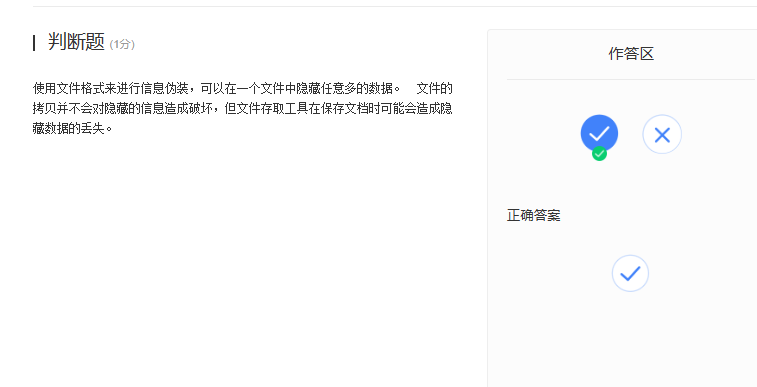 判断题 (1分)
使用文件格式来进行信息伪装，可以在一个文件中隐藏任意多的数据。 文件的
拷贝并不会对隐藏的信息造成破坏，但文件存取工具在保存文档时可能会造成隐
藏数据的丢失。
作答区
正确答案